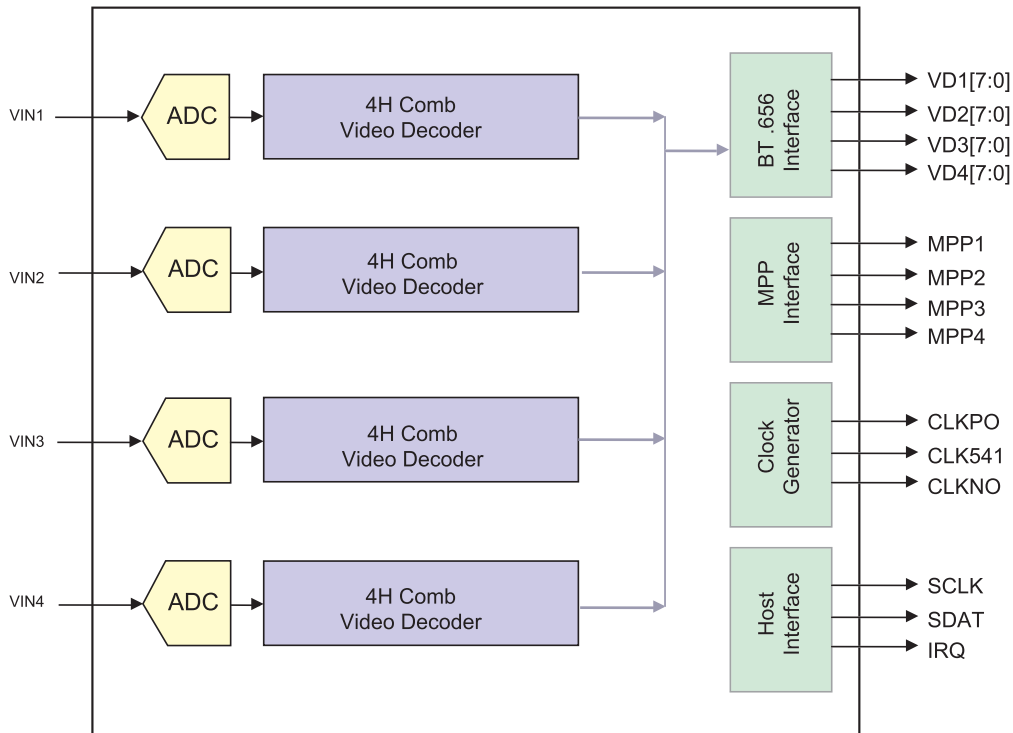 VIN1
ADC
4H Comb
Video Decoder
BT .656
Interface
VD1[7:0]
VD2[7:0]
VD3[7:0]
VD4[7:0]
VIN2
ADC
4H Comb
Video Decoder
MPP
Interface
MPP1
MPP2
MPP3
MPP4
VIN3
ADC
4H Comb
Video Decoder
Clock
Generator
CLKPO
CLK541
CLKNO
VIN4
ADC
4H Comb
Video Decoder
Host
Interface
SCLK
SDAT
IRQ